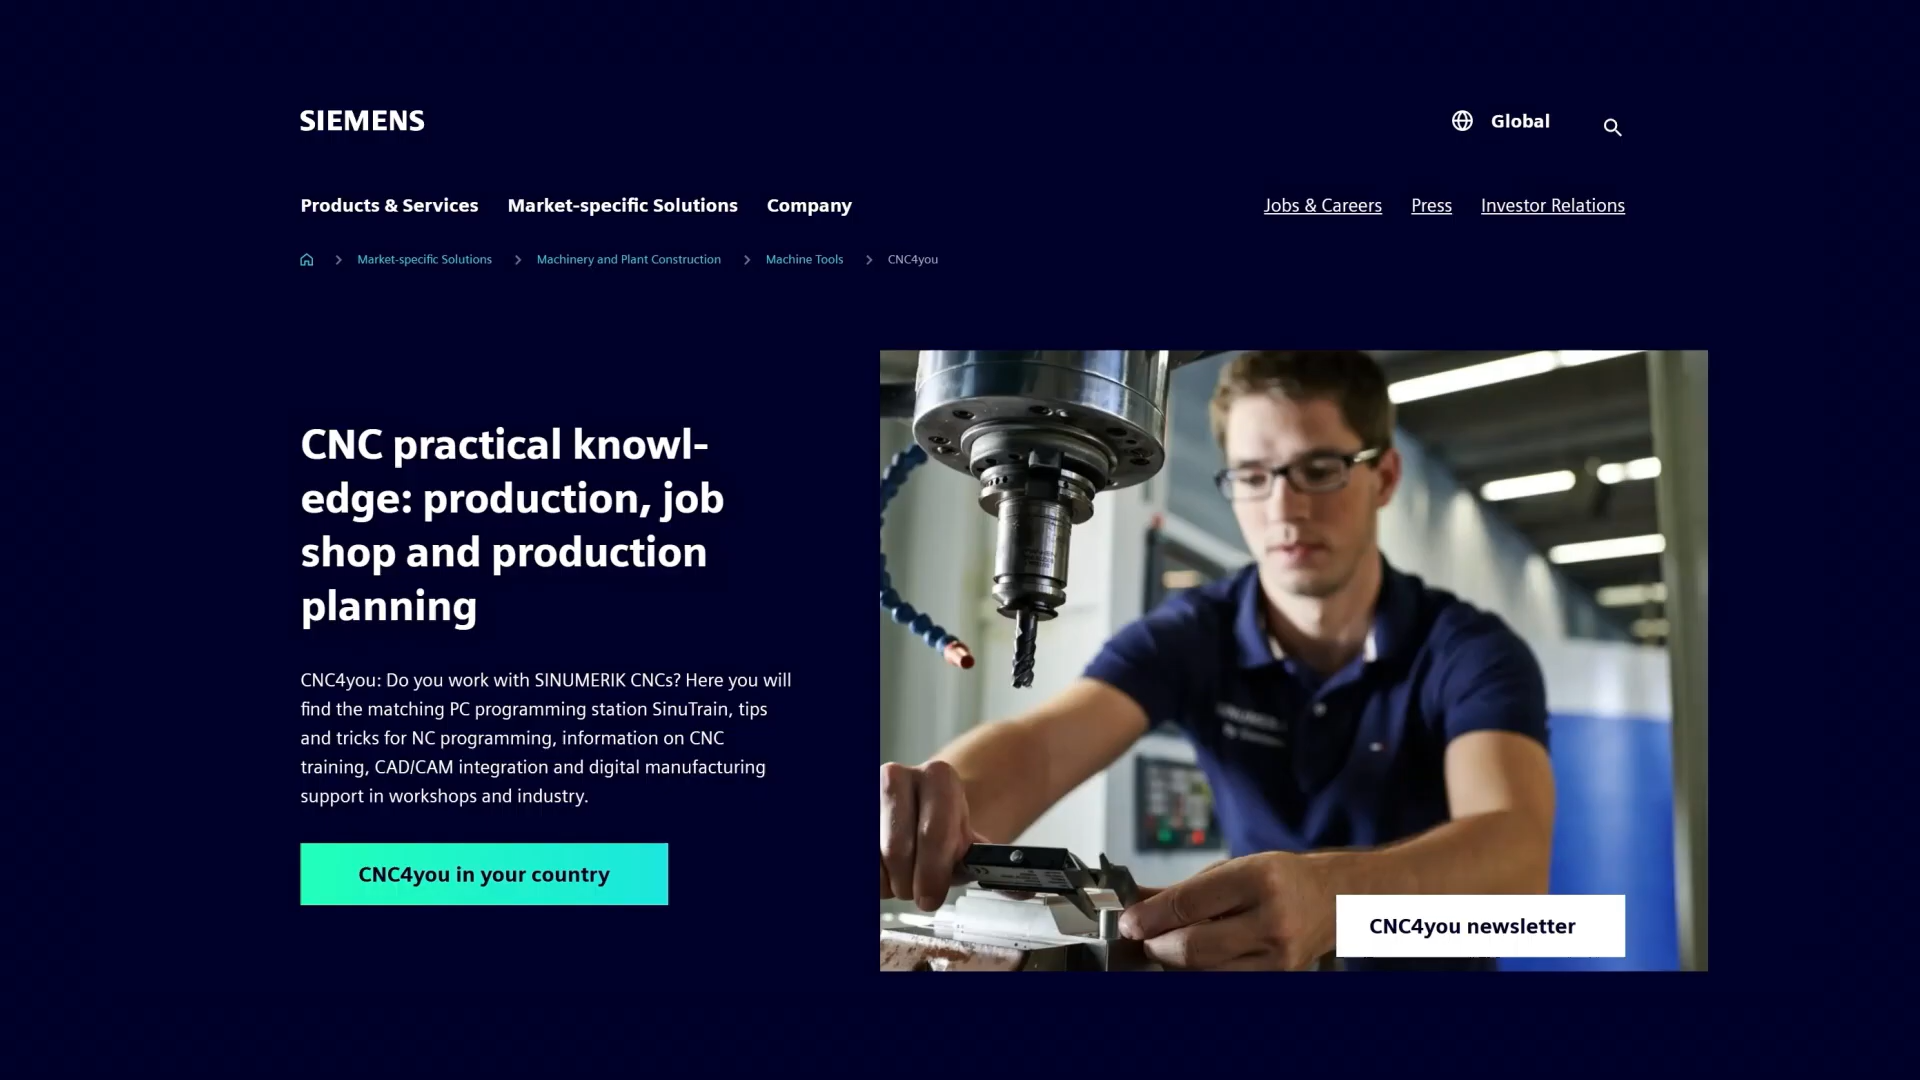 SIEMENS
Global
Products & Services Market-specific Solutions Company
Jobs & Careers Press Investor Relations
Market-specific Solutions Machinery and Plant Construction Machine Tools CNC4you
CNC practical knowl-
edge: production, job
shop and production
planning
CNC4you: Do you work with SINUMERIK CNCs? Here you will
find the matching PC programming station SinuTrain, tips
and tricks for NC programming, information on CNC
training, CAD/CAM integration and digital manufacturing
support in workshops and industry.
CNC4you in your country
CNC4you newsletter